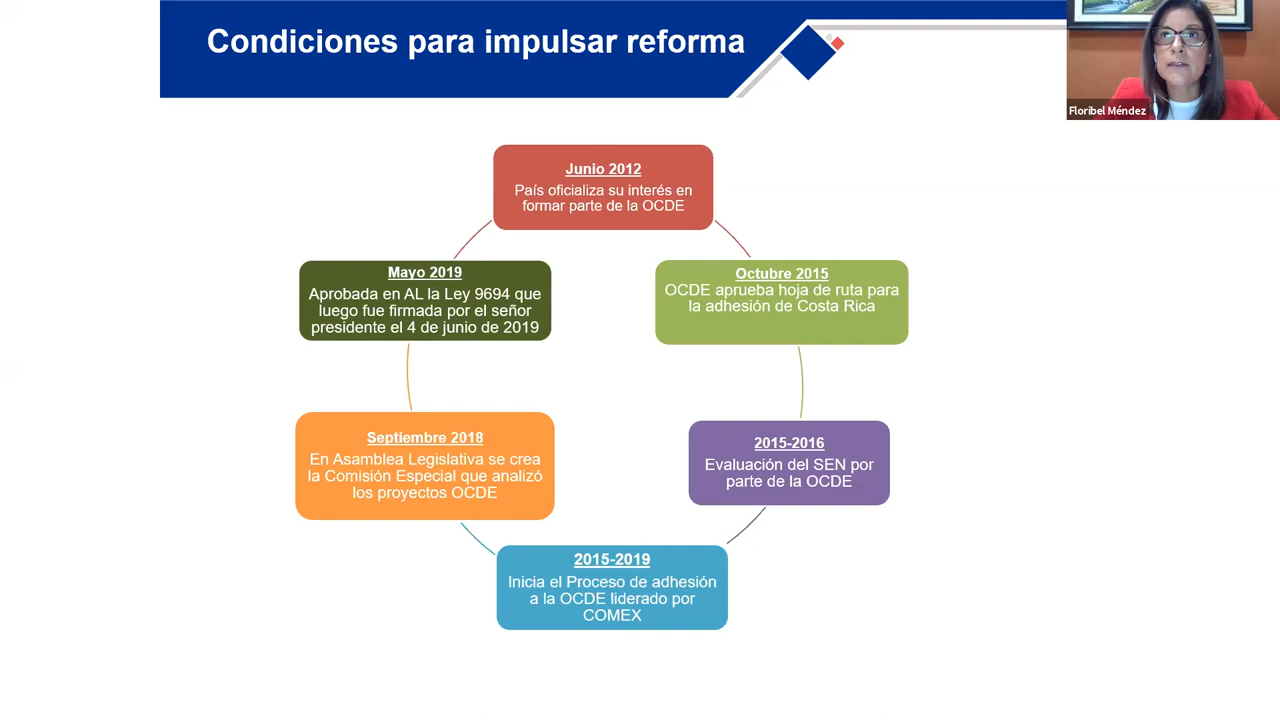 Condiciones para impulsar reforma
Floribel Méndez
Junio 2012
País oficializa su interés en
formar parte de la OCDE
Octubre 2015
OCDE aprueba hoja de ruta para
la adhesión de Costa Rica
2015-2016
Evaluación del SEN por
parte de la OCDE
2015-2019
Inicia el Proceso de adhesión
a la OCDE liderado por
COMEX
Septiembre 2018
En Asamblea Legislativa se crea
la Comisión Especial que analizó
los proyectos OCDE
Mayo 2019
Aprobada en AL la Ley 9694 que
luego fue firmada por el señor
presidente el 4 de junio de 2019